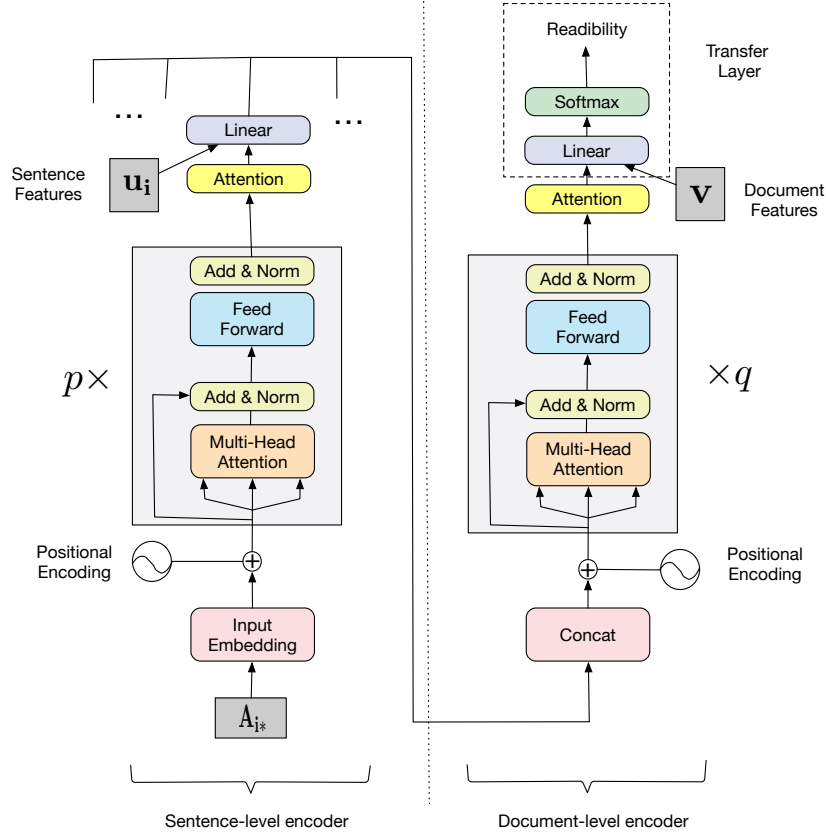 ...
...
Linear
Sentence
Features
u_i
Attention
Add & Norm
Feed
Forward
p×
Add & Norm
Multi-Head
Attention
Positional
Encoding
+
Input
Embedding
A_i*
Sentence-level encoder
Readibility
Transfer
Layer
Softmax
Linear
Attention
v
Document
Features
Add & Norm
Feed
Forward
×q
Add & Norm
Multi-Head
Attention
+
Positional
Encoding
Concat
Document-level encoder